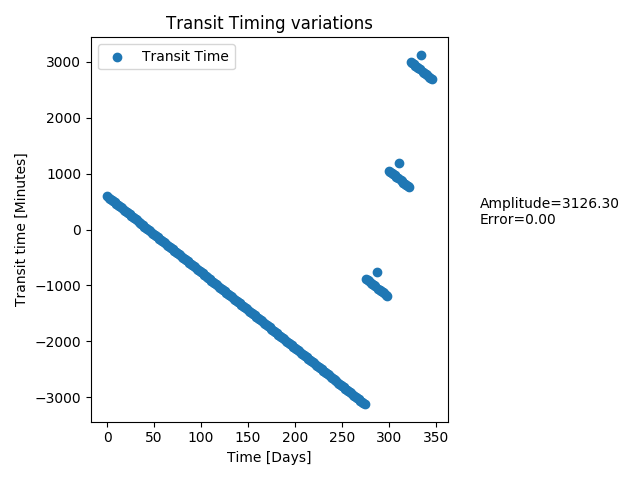 Transit Timing variations
Transit Time
3000
2000
1000
0
−1000
−2000
−3000
Transit time [Minutes]
0 50 100 150 200 250 300 350
Time [Days]
Amplitude=3126.30
Error=0.00